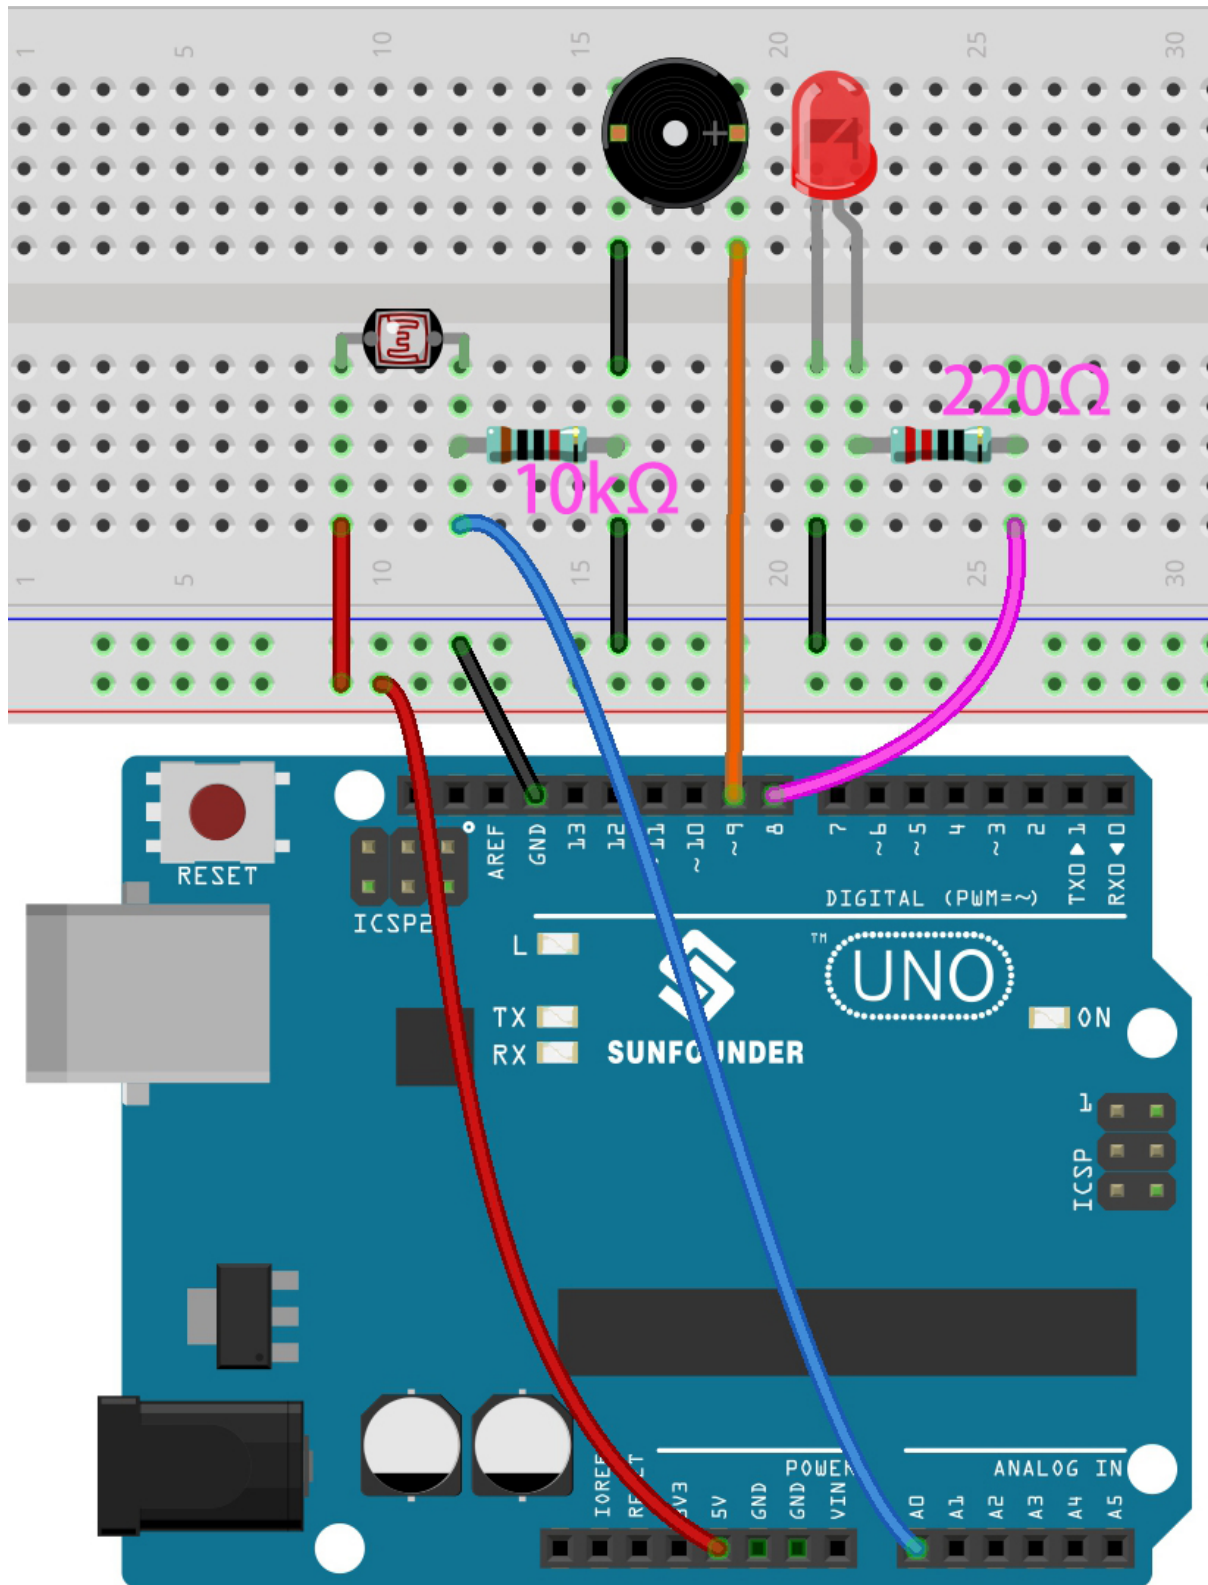 1 5 10 15 20 25 30
220Ω
10kΩ
1 5 10 15 20 25 30
AREF GND 13 12 ~11 ~10 ~9 8 7 ~6 ~5 4 ~3 2 TX0▶1 RX0◀0
RESET
DIGITAL (PWM=~)
ICSP2
L
TM
UNO
TX
ON
RX
SUNFOUNDER
1
ICSP
POWER
ANALOG IN
IOREF RESET 3V3 5V GND GND VIN A0 A1 A2 A3 A4 A5